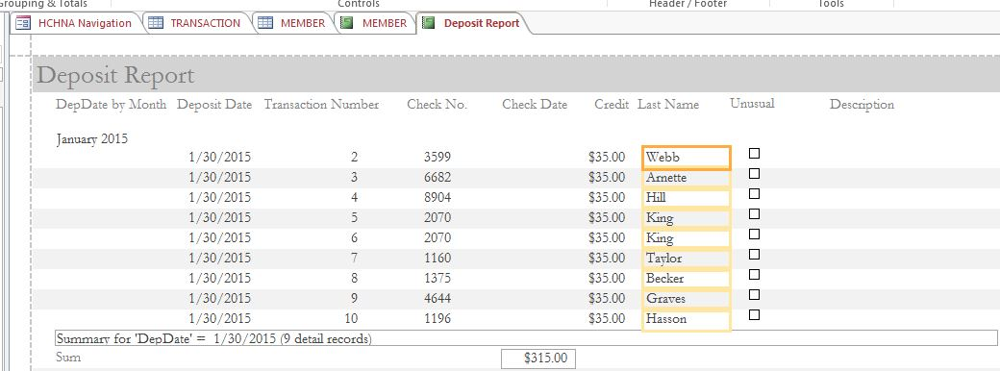 Grouping & Totals Controls Header / Footer Tools
HCHNA Navigation TRANSACTION MEMBER MEMBER Deposit Report
Deposit Report
DepDate by Month Deposit Date Transaction Number Check No. Check Date Credit Last Name Unusual Description
January 2015
1/30/2015 2 3599 $35.00 Webb
1/30/2015 3 6682 $35.00 Arnette
1/30/2015 4 8904 $35.00 Hill
1/30/2015 5 2070 $35.00 King
1/30/2015 6 2070 $35.00 King
1/30/2015 7 1160 $35.00 Taylor
1/30/2015 8 1375 $35.00 Becker
1/30/2015 9 4644 $35.00 Graves
1/30/2015 10 1196 $35.00 Hasson
Summary for 'DepDate' = 1/30/2015 (9 detail records)
Sum $315.00